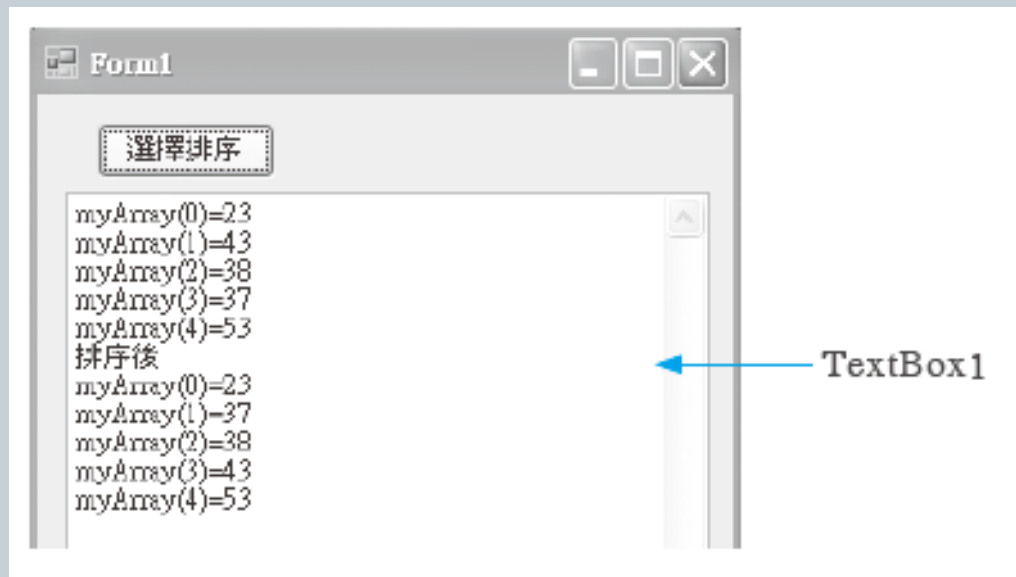 Form1
選擇排序
myArray(0)=23
myArray(1)=43
myArray(2)=38
myArray(3)=37
myArray(4)=53
排序後
myArray(0)=23
myArray(1)=37
myArray(2)=38
myArray(3)=43
myArray(4)=53
TextBox1